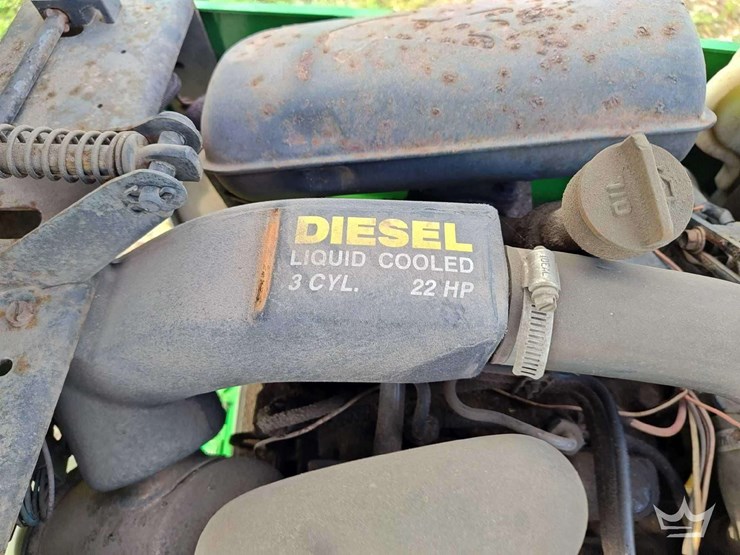 DIESEL
LIQUID COOLED
3 CYL. 22 HP
OIL